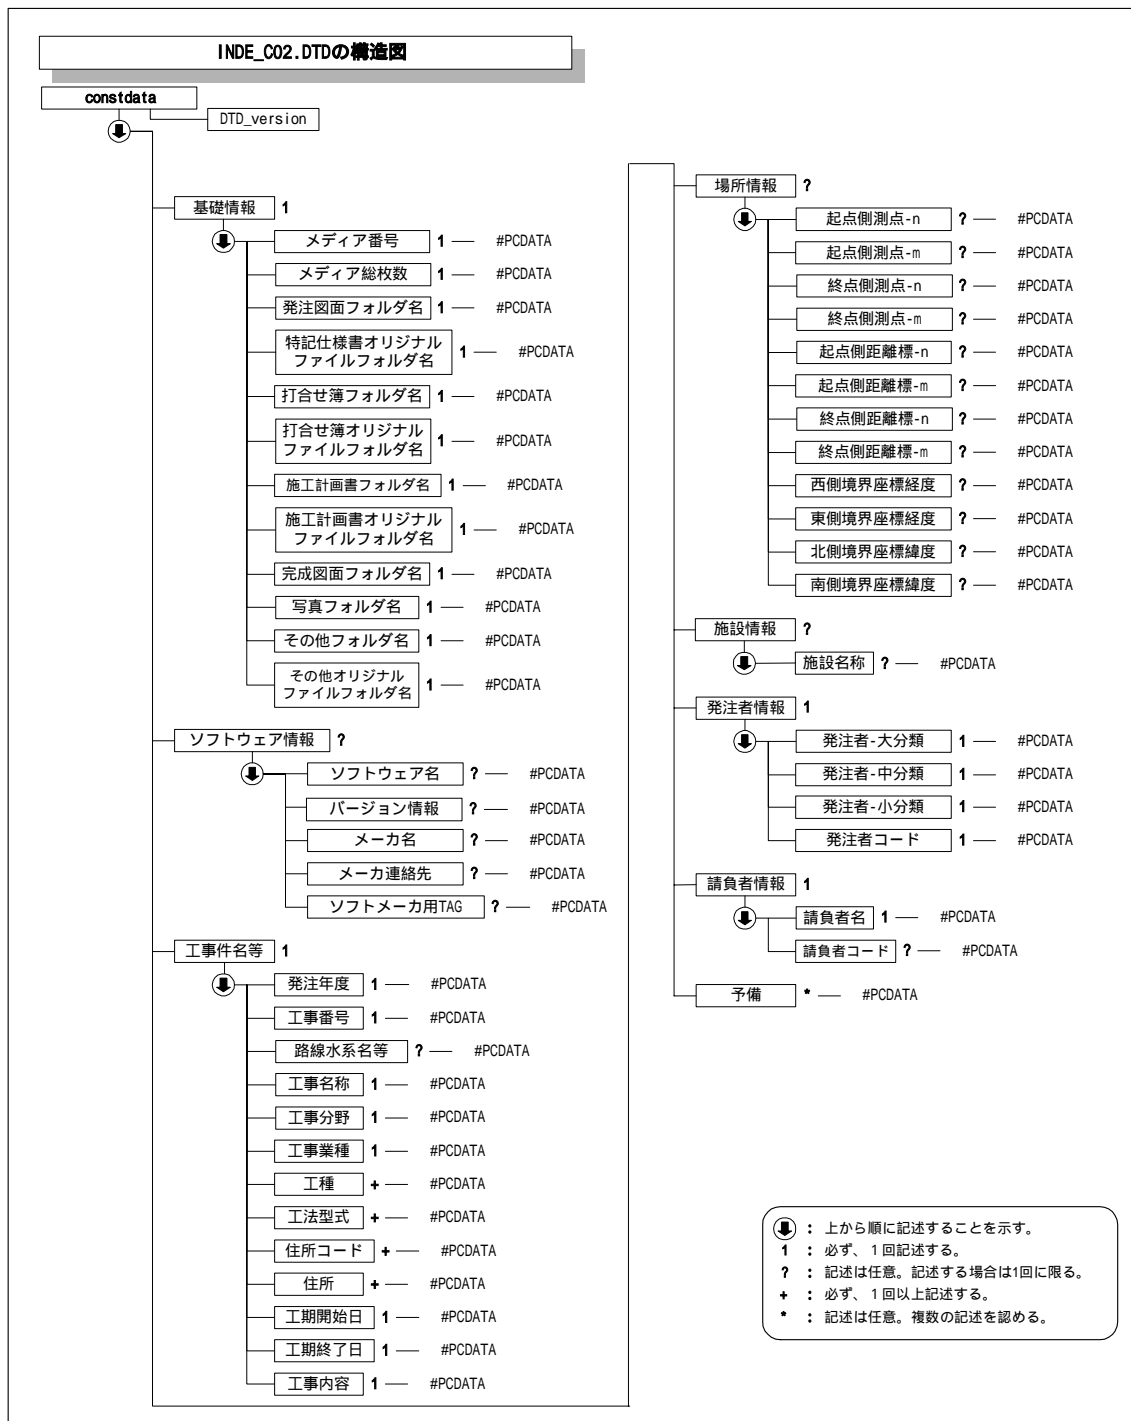 INDE_C02.DTDの構造図
constdata
DTD_version
基礎情報 1
メディア番号 1 #PCDATA
メディア総枚数 1 #PCDATA
発注図面フォルダ名 1 #PCDATA
特記仕様書オリジナル
ファイルフォルダ名 1 #PCDATA
打合せ簿フォルダ名 1 #PCDATA
打合せ簿オリジナル
ファイルフォルダ名 1 #PCDATA
施工計画書フォルダ名 1 #PCDATA
施工計画書オリジナル
ファイルフォルダ名 1 #PCDATA
完成図面フォルダ名 1 #PCDATA
写真フォルダ名 1 #PCDATA
その他フォルダ名 1 #PCDATA
その他オリジナル
ファイルフォルダ名 1 #PCDATA
ソフトウェア情報 ?
ソフトウェア名 ? #PCDATA
バージョン情報 ? #PCDATA
メーカ名 ? #PCDATA
メーカ連絡先 ? #PCDATA
ソフトメーカ用TAG ? #PCDATA
工事件名等 1
発注年度 1 #PCDATA
工事番号 1 #PCDATA
路線水系名等 ? #PCDATA
工事名称 1 #PCDATA
工事分野 1 #PCDATA
工事業種 1 #PCDATA
工種 + #PCDATA
工法型式 + #PCDATA
住所コード + #PCDATA
住所 + #PCDATA
工期開始日 1 #PCDATA
工期終了日 1 #PCDATA
工事内容 1 #PCDATA
場所情報 ?
起点側測点-n ? #PCDATA
起点側測点-m ? #PCDATA
終点側測点-n ? #PCDATA
終点側測点-m ? #PCDATA
起点側距離標-n ? #PCDATA
起点側距離標-m ? #PCDATA
終点側距離標-n ? #PCDATA
終点側距離標-m ? #PCDATA
西側境界座標経度 ? #PCDATA
東側境界座標経度 ? #PCDATA
北側境界座標緯度 ? #PCDATA
南側境界座標緯度 ? #PCDATA
施設情報 ?
施設名称 ? #PCDATA
発注者情報 1
発注者-大分類 1 #PCDATA
発注者-中分類 1 #PCDATA
発注者-小分類 1 #PCDATA
発注者コード 1 #PCDATA
請負者情報 1
請負者名 1 #PCDATA
請負者コード ? #PCDATA
予備 * #PCDATA
: 上から順に記述することを示す。
1 : 必ず、1回記述する。
? : 記述は任意。記述する場合は1回に限る。
+ : 必ず、1回以上記述する。
* : 記述は任意。複数の記述を認める。